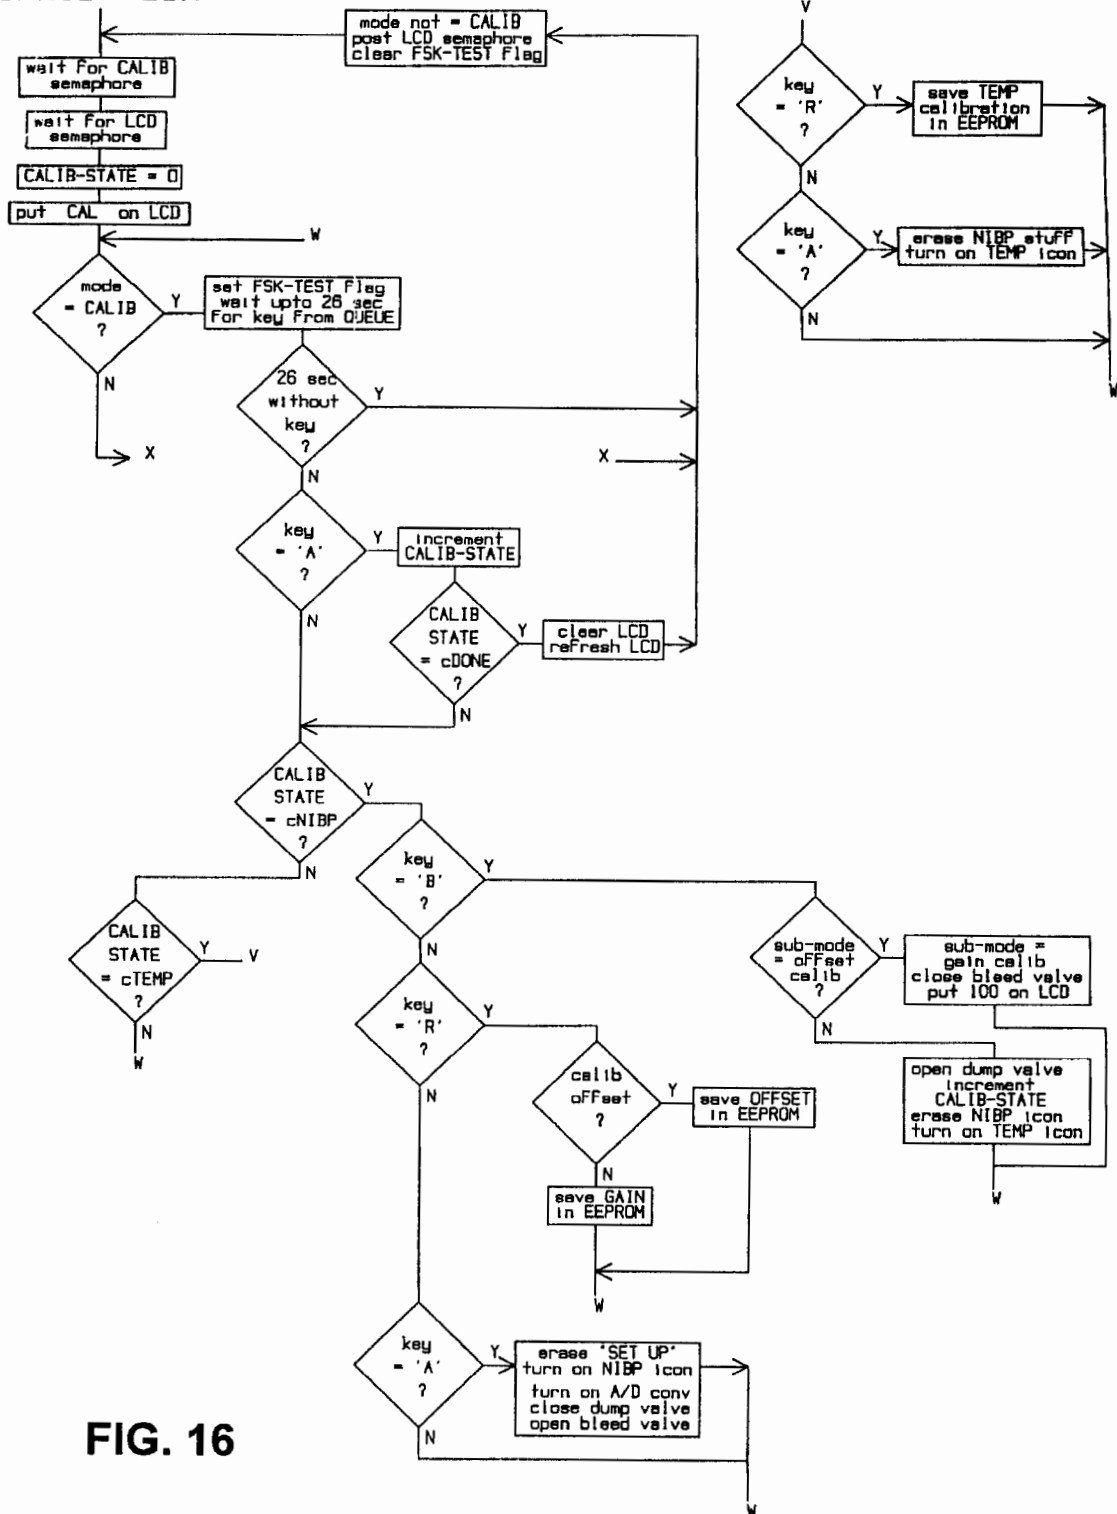 mode not = CALIB
post LCD semaphore
clear FSK-TEST Flag
wait for CALIB
semaphore
wait for LCD
semaphore
CALIB-STATE = 0
put CAL on LCD
W
mode
= CALIB
?
Y
N
X
set FSK-TEST Flag
wait upto 26 sec
For key From QUEUE
26 sec
without
key
?
Y
N
X
key
= 'A'
?
Y
N
increment
CALIB-STATE
CALIB
STATE
= cDONE
?
Y
N
clear LCD
refresh LCD
CALIB
STATE
= cNIBP
?
Y
N
CALIB
STATE
= cTEMP
?
Y
V
N
W
key
= 'B'
?
Y
N
sub-mode
= offset
calib
?
Y
N
sub-mode =
gain calib
close bleed valve
put 100 on LCD
open dump valve
increment
CALIB-STATE
erase NIBP icon
turn on TEMP icon
W
key
= 'R'
?
Y
N
calib
offset
?
Y
N
save OFFSET
in EEPROM
save GAIN
in EEPROM
W
key
= 'A'
?
Y
N
erase 'SET UP'
turn on NIBP icon
turn on A/D conv
close dump valve
open bleed valve
W
V
key
= 'R'
?
Y
N
save TEMP
calibration
in EEPROM
key
= 'A'
?
Y
N
erase NIBP stuff
turn on TEMP icon
W
FIG. 16